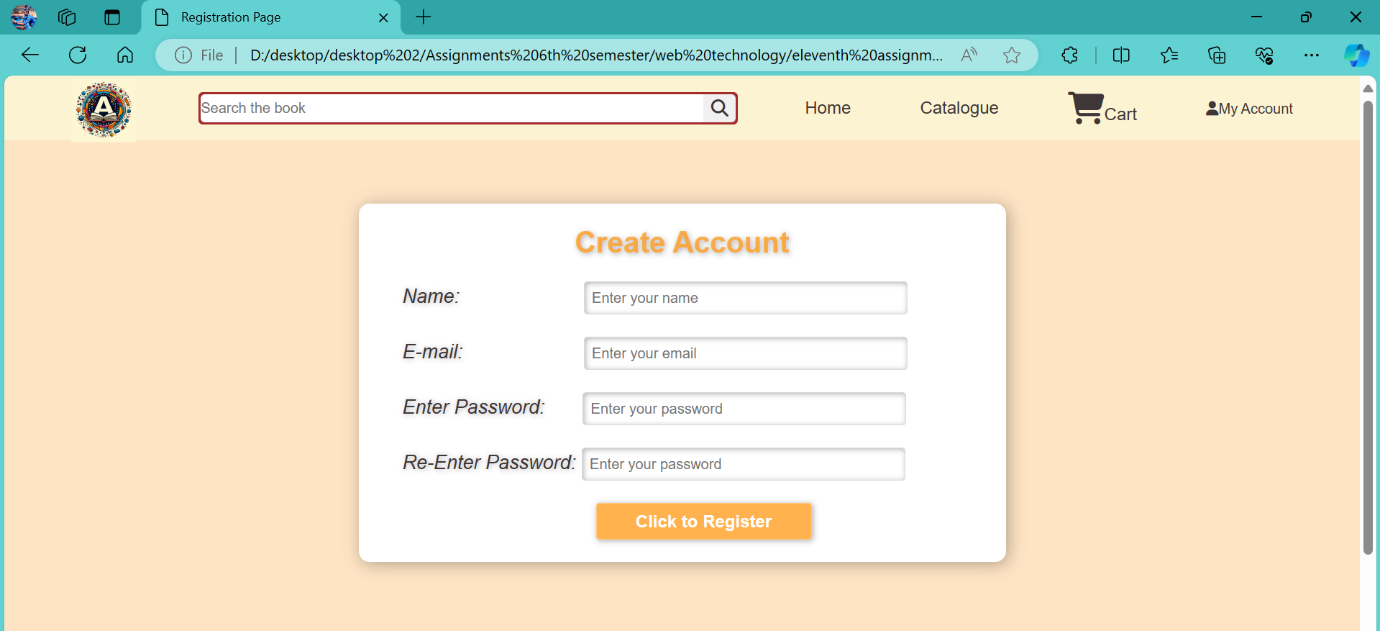 Registration Page
File
D:/desktop/desktop%202/Assignments%206th%20semester/web%20technology/eleventh%20assignm...
A
Search the book
Home
Catalogue
Cart
My Account
Create Account
Name:
Enter your name
E-mail:
Enter your email
Enter Password:
Enter your password
Re-Enter Password:
Enter your password
Click to Register